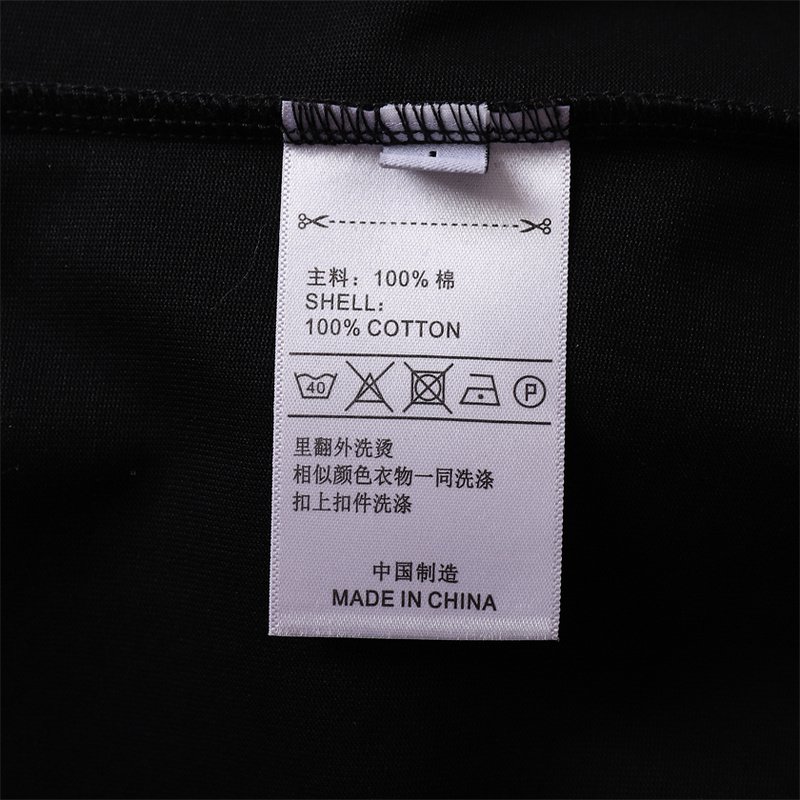 主料：100% 棉
SHELL：
100% COTTON
40
P
里翻外洗烫
相似颜色衣物一同洗涤
扣上扣件洗涤
中国制造
MADE IN CHINA